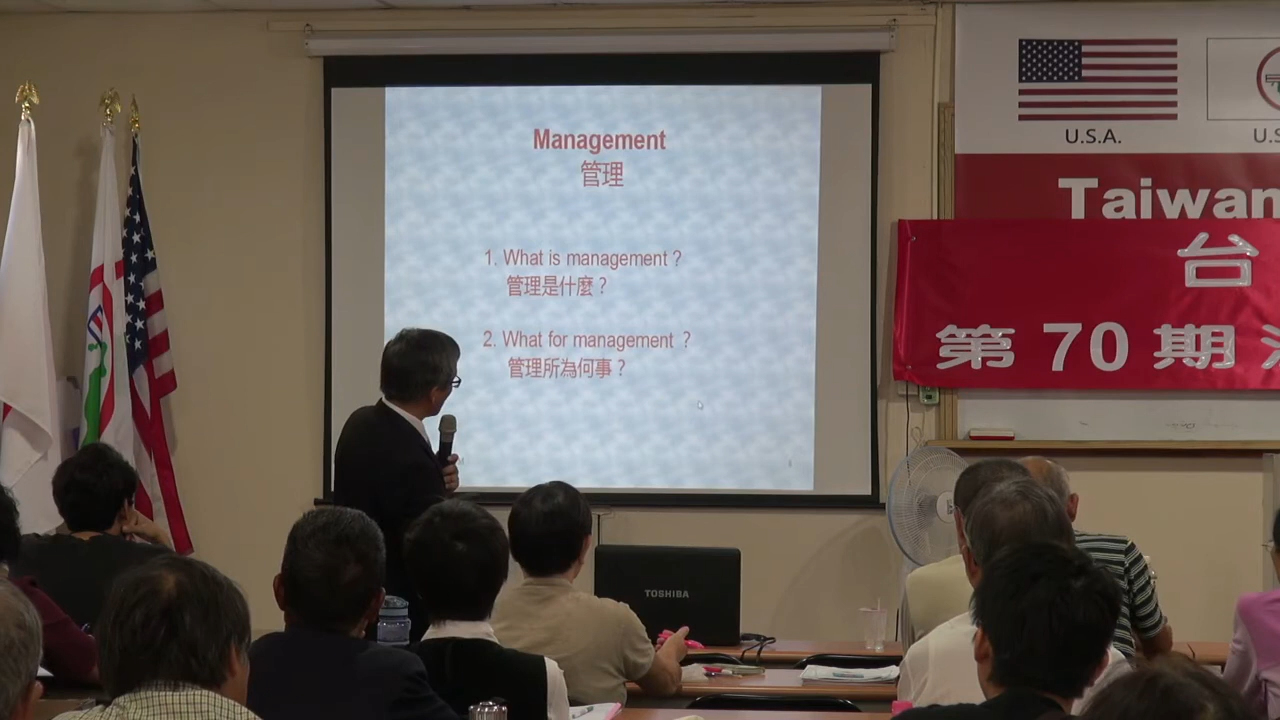 Management
管理
1. What is management ?
管理是什麼 ?
2. What for management ?
管理所為何事 ?
U.S.A.
U.S
Taiwan
台
第 70 期
TOSHIBA